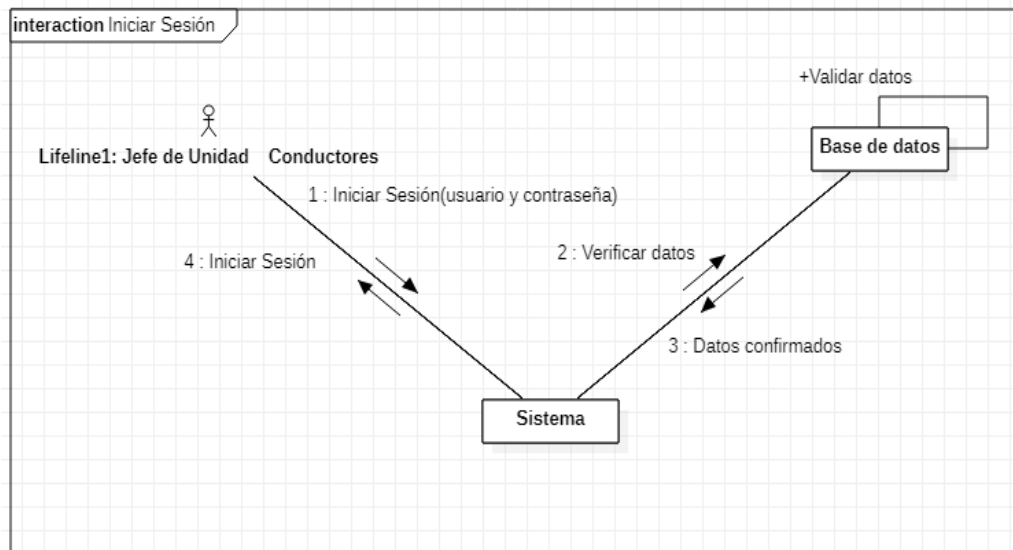 interaction Iniciar Sesión
+Validar datos
Base de datos
Lifeline1: Jefe de Unidad Conductores
1 : Iniciar Sesión(usuario y contraseña)
4 : Iniciar Sesión
2 : Verificar datos
3 : Datos confirmados
Sistema